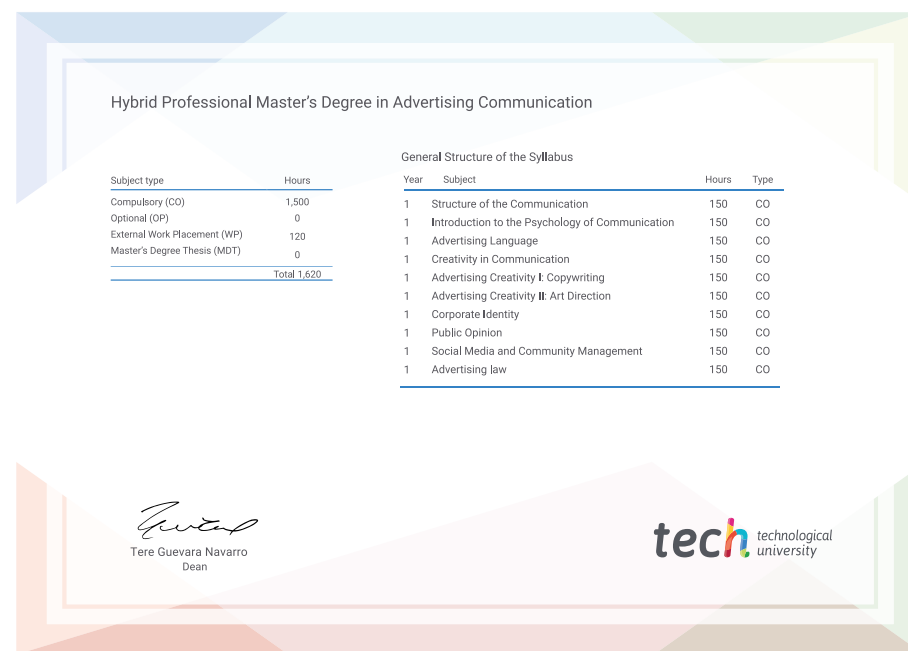 Hybrid Professional Master's Degree in Advertising Communication
Subject type Hours
Compulsory (CO) 1,500
Optional (OP) 0
External Work Placement (WP) 120
Master's Degree Thesis (MDT) 0
Total 1,620
General Structure of the Syllabus
Year Subject Hours Type
1 Structure of the Communication 150 CO
1 Introduction to the Psychology of Communication 150 CO
1 Advertising Language 150 CO
1 Creativity in Communication 150 CO
1 Advertising Creativity I: Copywriting 150 CO
1 Advertising Creativity II: Art Direction 150 CO
1 Corporate Identity 150 CO
1 Public Opinion 150 CO
1 Social Media and Community Management 150 CO
1 Advertising law 150 CO
Tere Guevara Navarro
Dean
tech technological
university